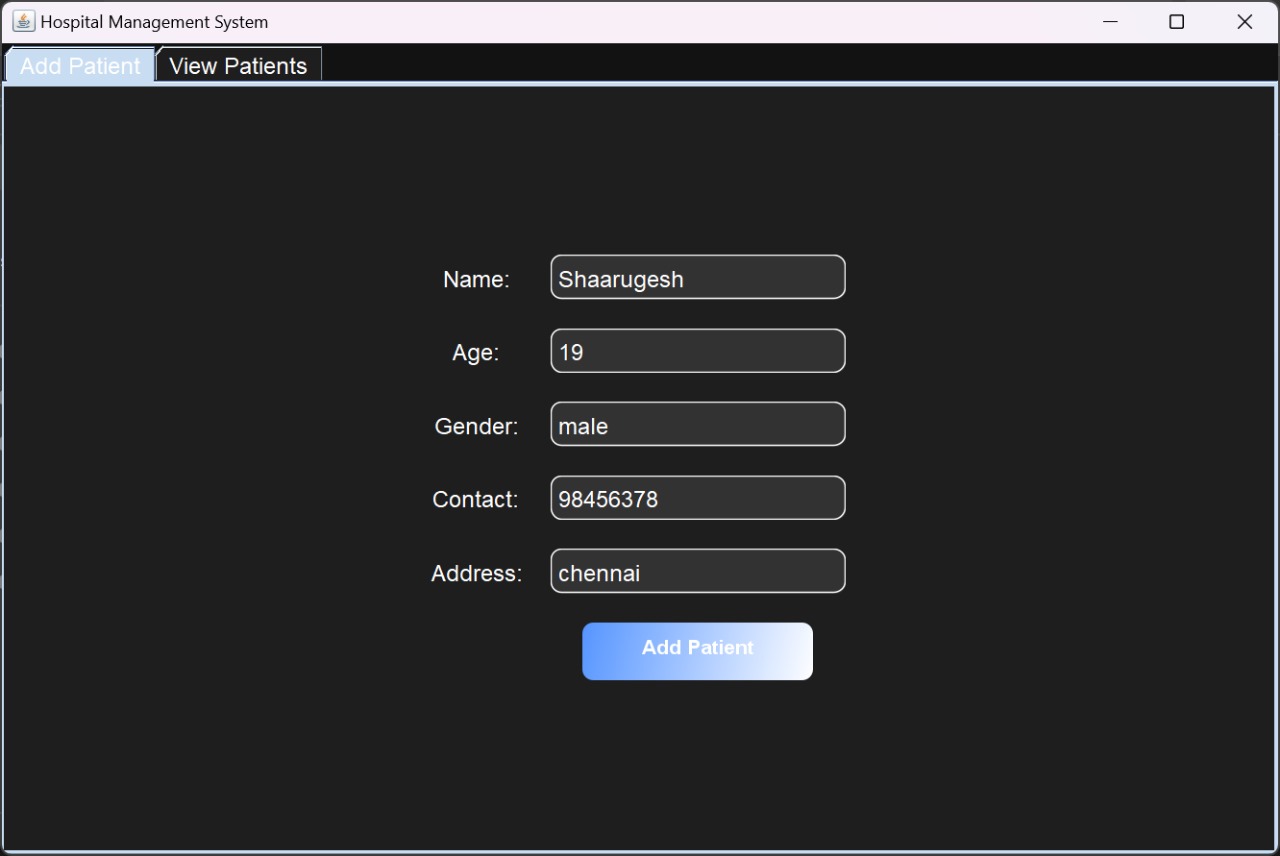 Hospital Management System
Add Patient View Patients
Name: Shaarugesh
Age: 19
Gender: male
Contact: 98456378
Address: chennai
Add Patient